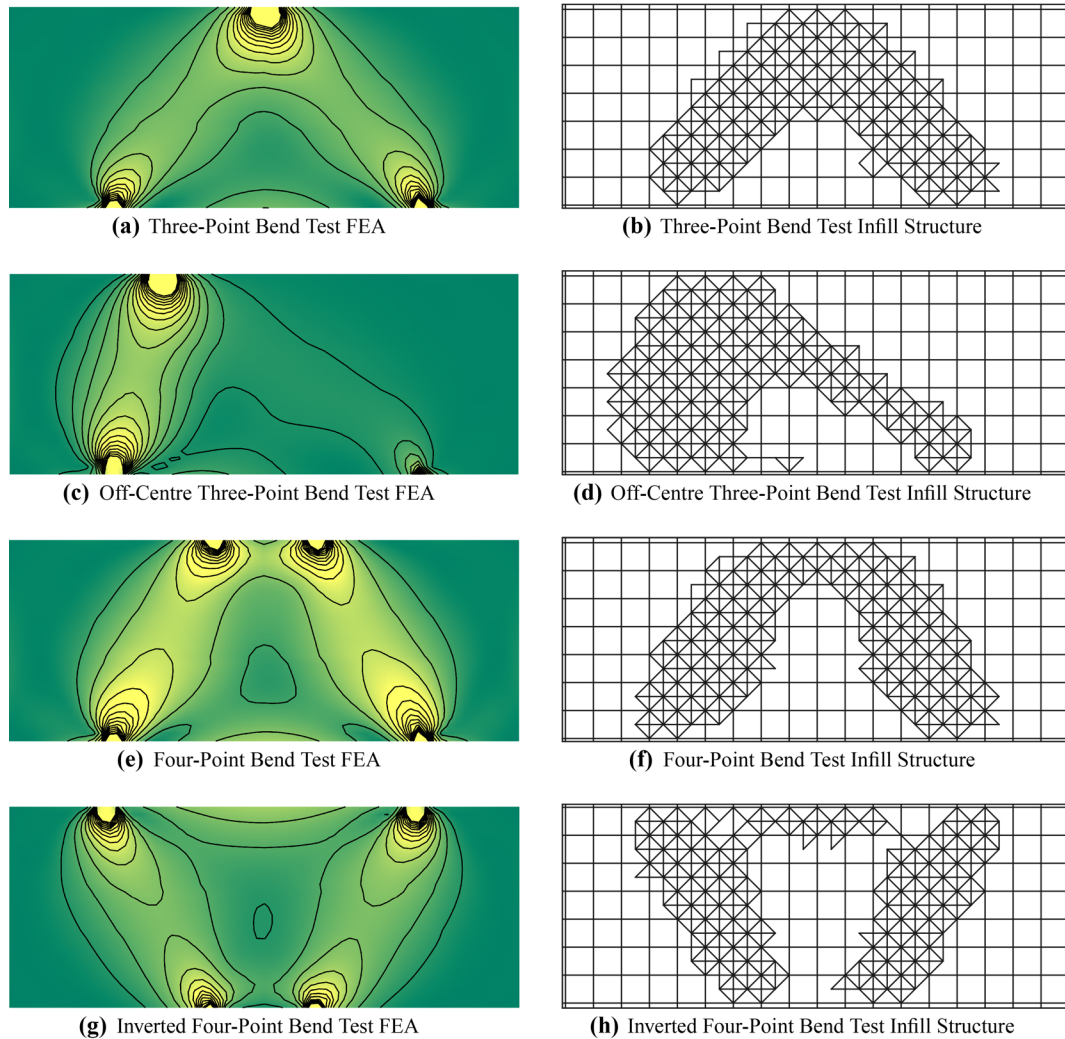 (a) Three-Point Bend Test FEA
(b) Three-Point Bend Test Infill Structure
(c) Off-Centre Three-Point Bend Test FEA
(d) Off-Centre Three-Point Bend Test Infill Structure
(e) Four-Point Bend Test FEA
(f) Four-Point Bend Test Infill Structure
(g) Inverted Four-Point Bend Test FEA
(h) Inverted Four-Point Bend Test Infill Structure